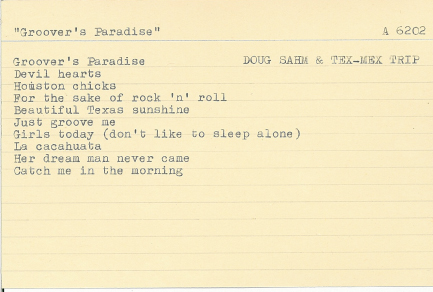 "Groover's Paradise" A 6202
Groover's Paradise DOUG SAHM & TEX-MEX TRIP
Devil hearts
Houston chicks
For the sake of rock 'n' roll
Beautiful Texas sunshine
Just groove me
Girls today (don't like to sleep alone)
La cacahuata
Her dream man never came
Catch me in the morning